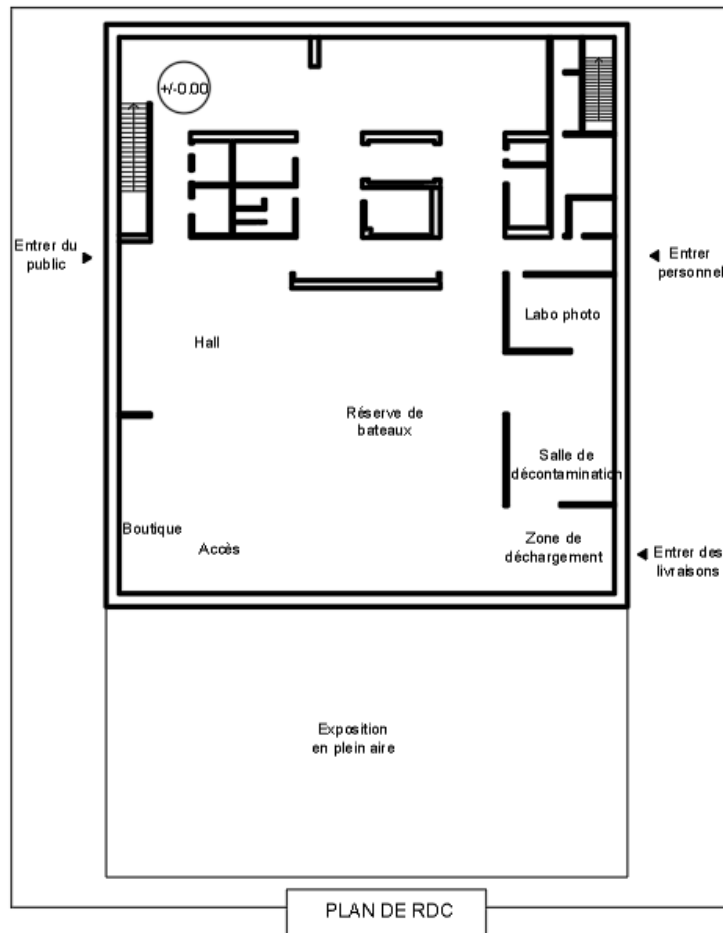 +/-0.00
Entrer du
public
Entrer
personnel
Labo photo
Hall
Réserve de
bateaux
Salle de
décontamination
Boutique
Accès
Zone de
déchargement
Entrer des
livraisons
Exposition
en plein aire
PLAN DE RDC